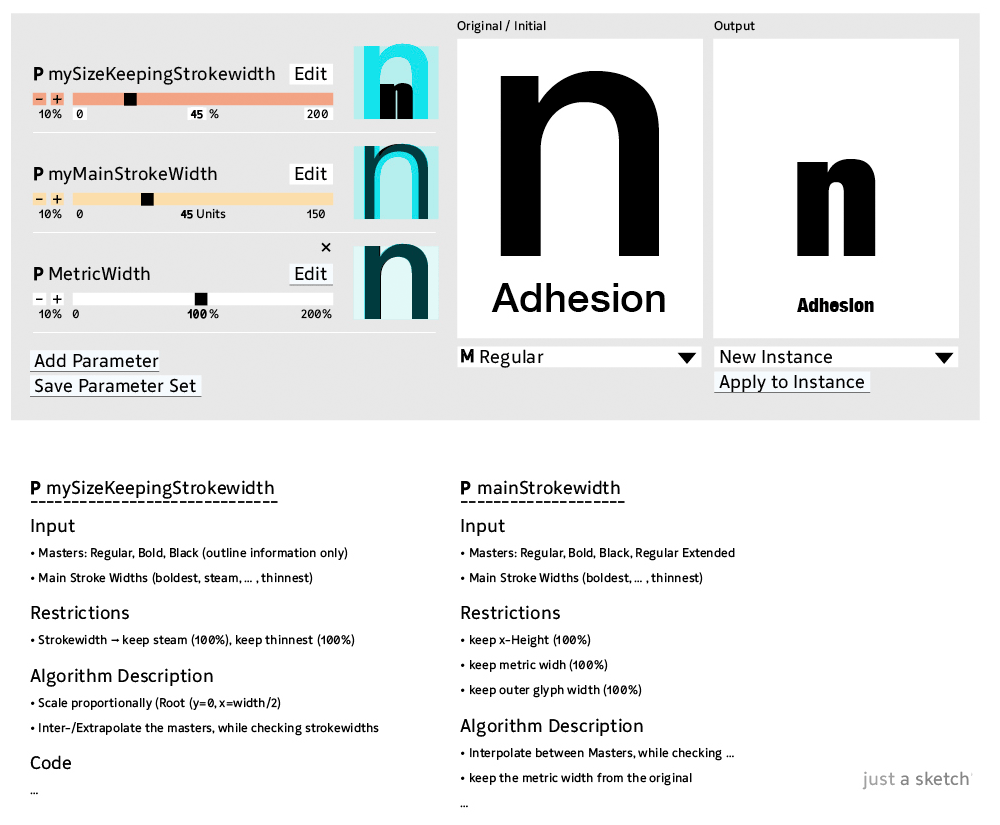 P mySizeKeepingStrokewidth Edit
− +
10% 0 45 % 200
P myMainStrokeWidth Edit
− +
10% 0 45 Units 150
×
P MetricWidth Edit
− +
10% 0 100 % 200%
Add Parameter
Save Parameter Set
n
n
n
Original / Initial
n
Adhesion
M Regular
Output
n
Adhesion
New Instance
Apply to Instance
P mySizeKeepingStrokewidth
Input
• Masters: Regular, Bold, Black (outline information only)
• Main Stroke Widths (boldest, steam, ... , thinnest)
Restrictions
• Strokewidth → keep steam (100%), keep thinnest (100%)
Algorithm Description
• Scale proportionally (Root (y=0, x=width/2)
• Inter-/Extrapolate the masters, while checking strokewidths
Code
...
P mainStrokewidth
Input
• Masters: Regular, Bold, Black, Regular Extended
• Main Stroke Widths (boldest, ... , thinnest)
Restrictions
• keep x-Height (100%)
• keep metric widh (100%)
• keep outer glyph width (100%)
Algorithm Description
• Interpolate between Masters, while checking ...
• keep the metric width from the original
...
just a sketch